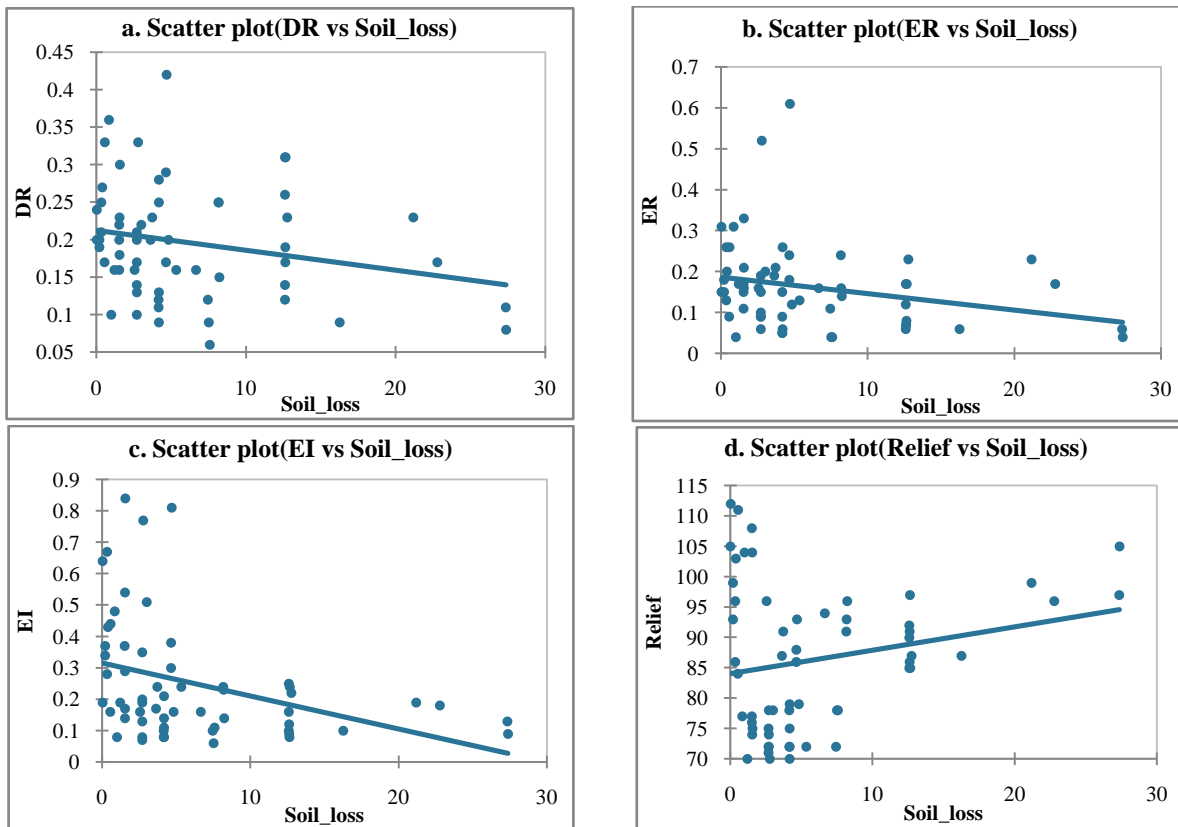 a. Scatter plot(DR vs Soil_loss)
0.45
0.4
0.35
0.3
0.25
0.2
0.15
0.1
0.05
DR
0 10 20 30
Soil_loss
b. Scatter plot(ER vs Soil_loss)
0.7
0.6
0.5
0.4
0.3
0.2
0.1
0
ER
0 10 20 30
Soil_loss
c. Scatter plot(EI vs Soil_loss)
0.9
0.8
0.7
0.6
0.5
0.4
0.3
0.2
0.1
0
EI
0 10 20 30
Soil_loss
d. Scatter plot(Relief vs Soil_loss)
115
110
105
100
95
90
85
80
75
70
Relief
0 10 20 30
Soil_loss